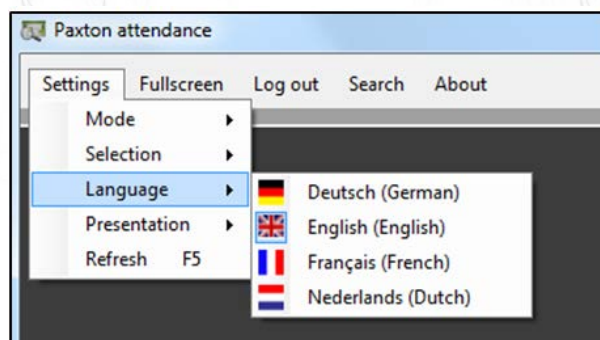 Paxton attendance
Settings Fullscreen Log out Search About
Mode
Selection
Language
Presentation
Refresh F5
Deutsch (German)
English (English)
Français (French)
Nederlands (Dutch)